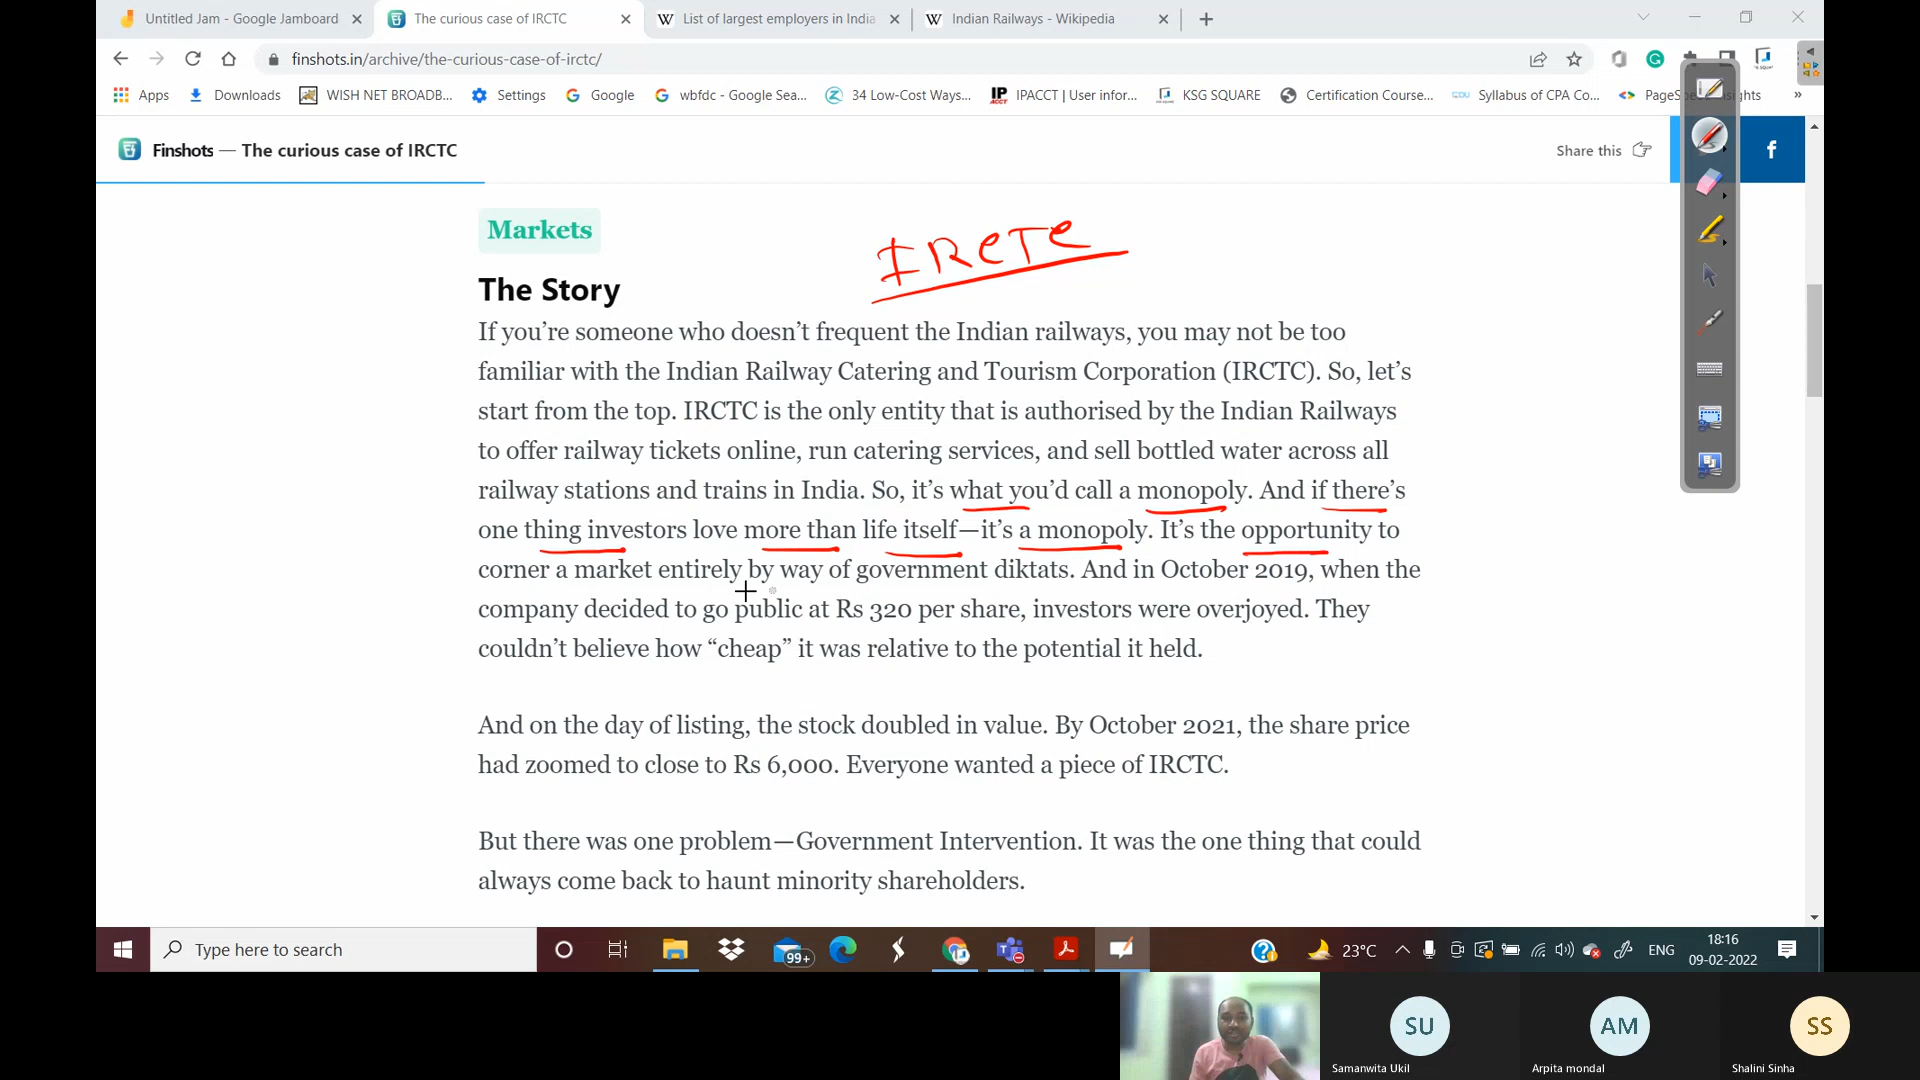 Untitled Jam - Google Jamboard
The curious case of IRCTC
List of largest employers in India
Indian Railways - Wikipedia
finshots.in/archive/the-curious-case-of-irctc/
Apps
Downloads
WISH NET BROADB...
Settings
Google
wbfdc - Google Sea...
34 Low-Cost Ways...
IPACCT | User infor...
KSG SQUARE
Certification Course...
Syllabus of CPA Co...
Finshots — The curious case of IRCTC
Share this
Markets
IRCTC
The Story
If you’re someone who doesn’t frequent the Indian railways, you may not be too
familiar with the Indian Railway Catering and Tourism Corporation (IRCTC). So, let’s
start from the top. IRCTC is the only entity that is authorised by the Indian Railways
to offer railway tickets online, run catering services, and sell bottled water across all
railway stations and trains in India. So, it’s what you’d call a monopoly. And if there’s
one thing investors love more than life itself—it’s a monopoly. It’s the opportunity to
corner a market entirely by way of government diktats. And in October 2019, when the
company decided to go public at Rs 320 per share, investors were overjoyed. They
couldn’t believe how “cheap” it was relative to the potential it held.
And on the day of listing, the stock doubled in value. By October 2021, the share price
had zoomed to close to Rs 6,000. Everyone wanted a piece of IRCTC.
But there was one problem—Government Intervention. It was the one thing that could
always come back to haunt minority shareholders.
Type here to search
99+
23°C
ENG
18:16
09-02-2022
SU
AM
SS
Samanwita Ukil
Arpita mondal
Shalini Sinha